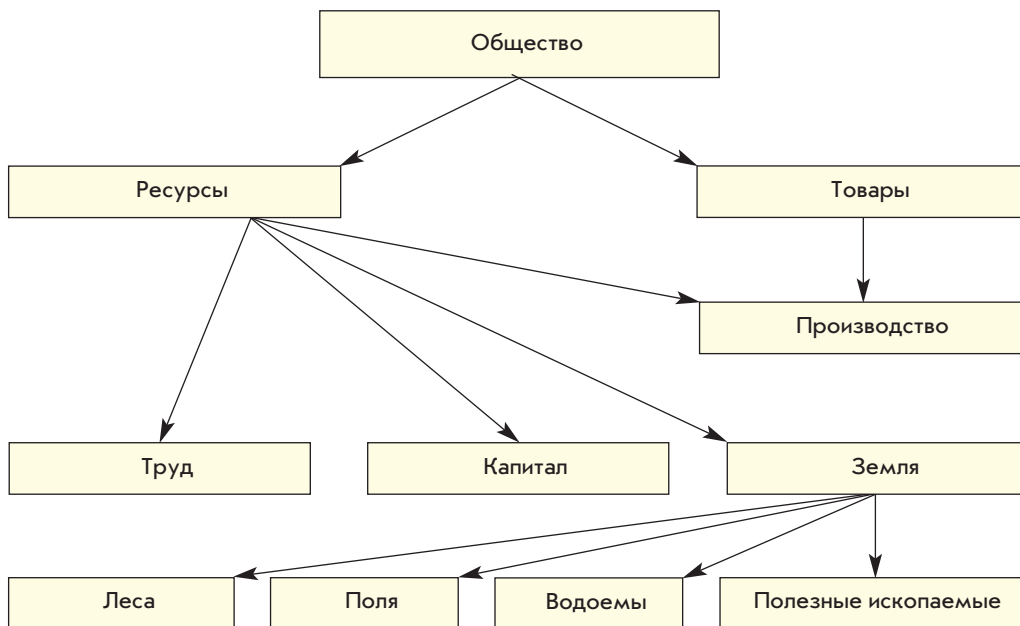 Общество
Ресурсы
Товары
Производство
Труд
Капитал
Земля
Леса
Поля
Водоемы
Полезные ископаемые